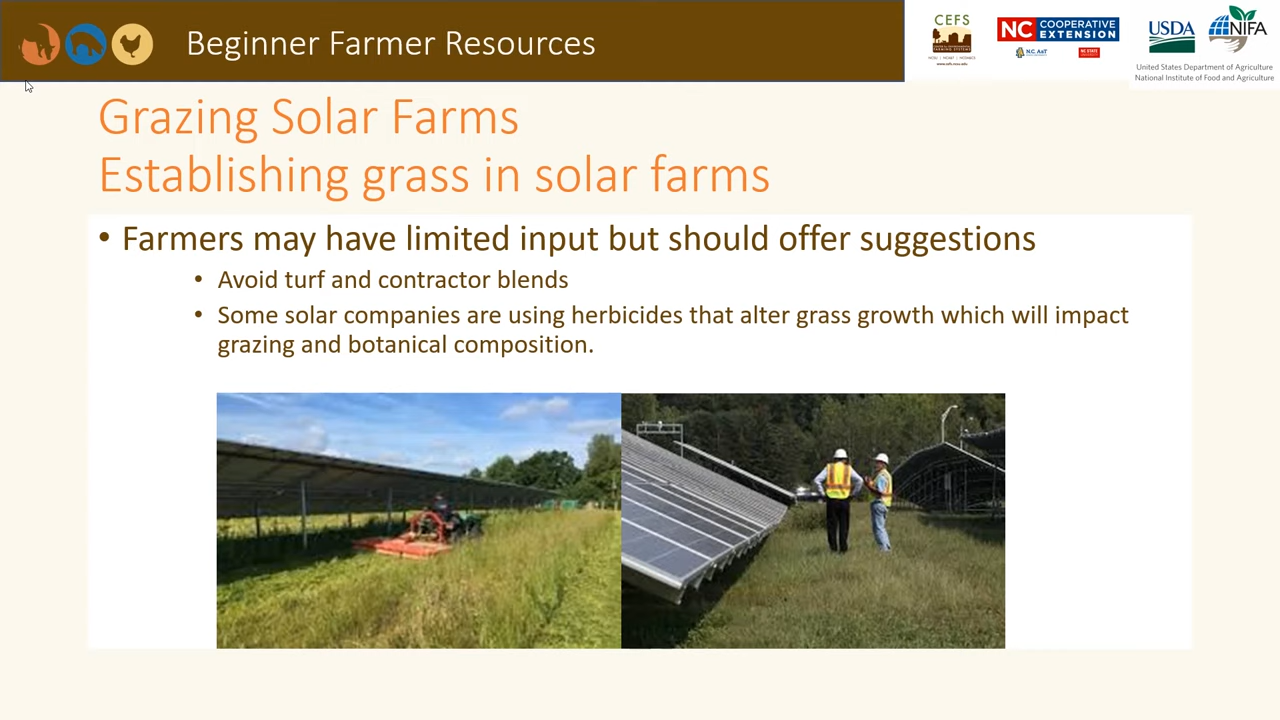 Beginner Farmer Resources
CEFS
NC COOPERATIVE
EXTENSION
N.C. A&T
NC STATE
USDA
NIFA
United States Department of Agriculture
National Institute of Food and Agriculture
Grazing Solar Farms
Establishing grass in solar farms
• Farmers may have limited input but should offer suggestions
• Avoid turf and contractor blends
• Some solar companies are using herbicides that alter grass growth which will impact
grazing and botanical composition.